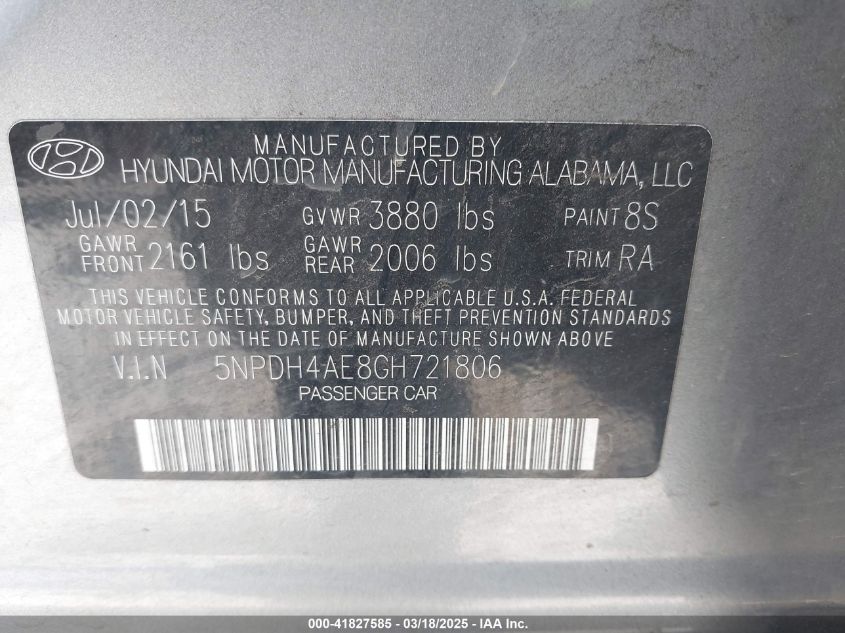 MANUFACTURED BY
HYUNDAI MOTOR MANUFACTURING ALABAMA, LLC
Jul/02/15 GVWR 3880 lbs PAINT 8S
GAWR FRONT 2161 lbs GAWR REAR 2006 lbs TRIM RA
THIS VEHICLE CONFORMS TO ALL APPLICABLE U.S.A. FEDERAL
MOTOR VEHICLE SAFETY, BUMPER, AND THEFT PREVENTION STANDARDS
IN EFFECT ON THE DATE OF MANUFACTURE SHOWN ABOVE
V.I.N 5NPDH4AE8GH721806
PASSENGER CAR
000-41827585 — 03/18/2025 — IAA Inc.